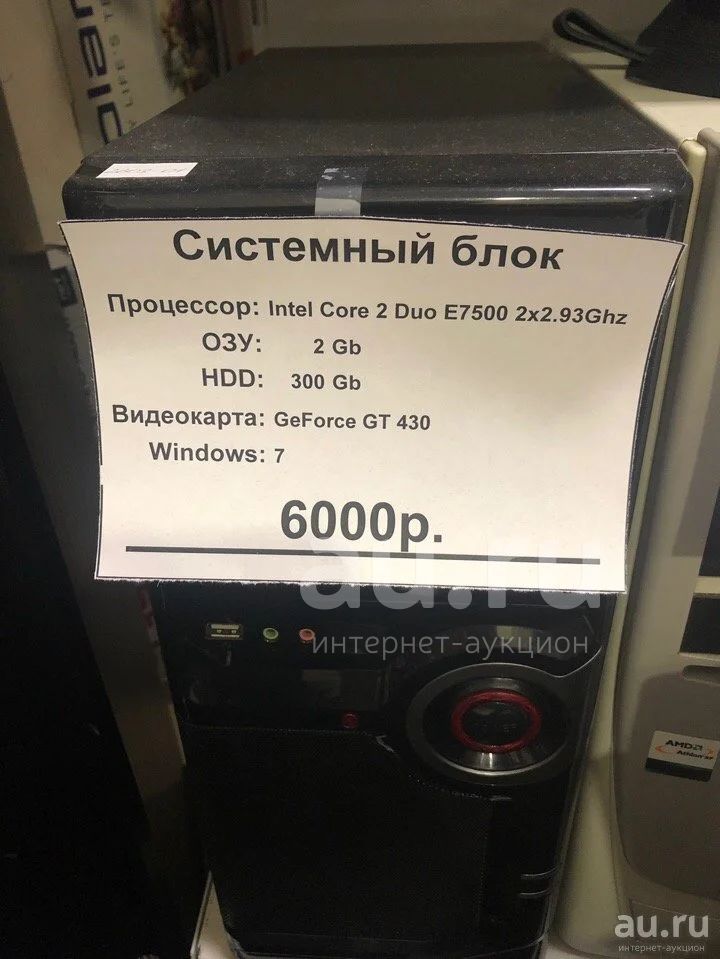 Системный блок
Процессор: Intel Core 2 Duo E7500 2x2.93Ghz
ОЗУ: 2 Gb
HDD: 300 Gb
Видеокарта: GeForce GT 430
Windows: 7
6000р.
au.ru
интернет-аукцион
AMD
Athlon XP
au.ru
интернет-аукцион